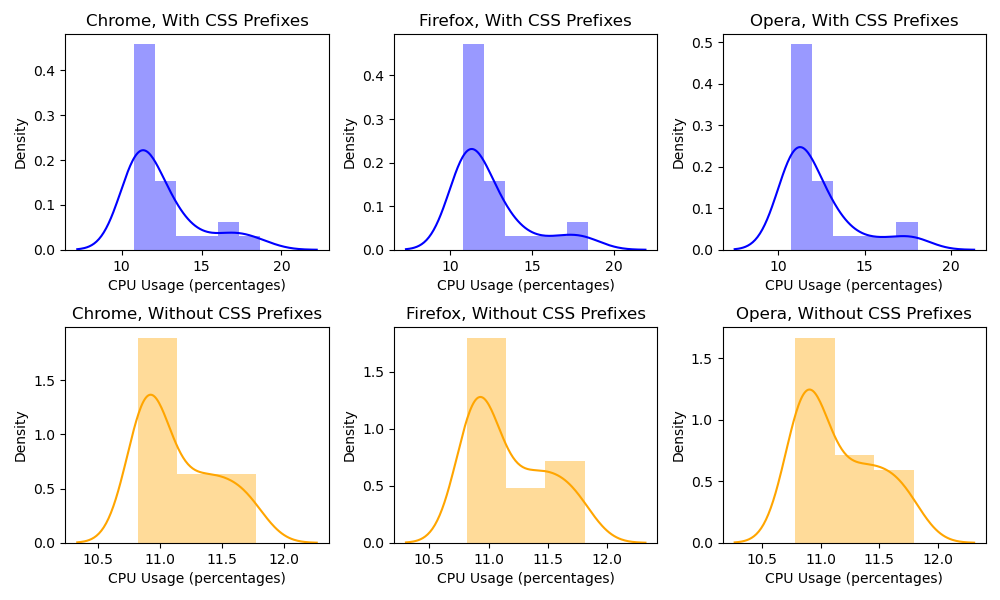 Chrome, With CSS Prefixes
Firefox, With CSS Prefixes
Opera, With CSS Prefixes
Density
0.4
0.3
0.2
0.1
0.0
10
15
20
CPU Usage (percentages)
Density
0.4
0.3
0.2
0.1
0.0
10
15
20
CPU Usage (percentages)
Density
0.5
0.4
0.3
0.2
0.1
0.0
10
15
20
CPU Usage (percentages)
Chrome, Without CSS Prefixes
Firefox, Without CSS Prefixes
Opera, Without CSS Prefixes
Density
1.5
1.0
0.5
0.0
10.5
11.0
11.5
12.0
CPU Usage (percentages)
Density
1.5
1.0
0.5
0.0
10.5
11.0
11.5
12.0
CPU Usage (percentages)
Density
1.5
1.0
0.5
0.0
10.5
11.0
11.5
12.0
CPU Usage (percentages)